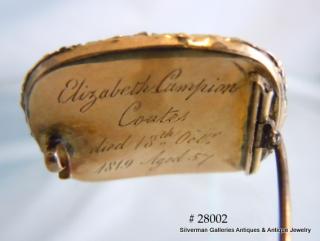 Elizabeth Campion
Coates
died 18th Octr
1819 Aged 57
# 28002
Silverman Galleries Antiques & Antique Jewelry